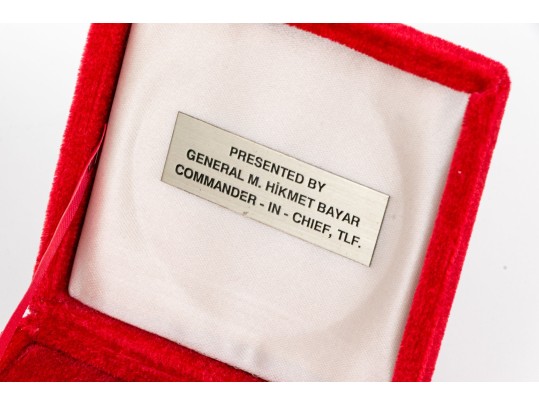 PRESENTED BY
GENERAL M. HİKMET BAYAR
COMMANDER - IN - CHIEF, TLF.